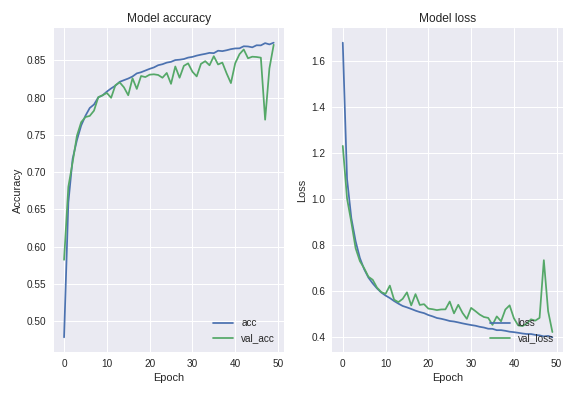 Model accuracy
Accuracy
0.85
0.80
0.75
0.70
0.65
0.60
0.55
0.50
0 10 20 30 40 50
Epoch
acc
val_acc
Model loss
Loss
1.6
1.4
1.2
1.0
0.8
0.6
0.4
0 10 20 30 40 50
Epoch
loss
val_loss